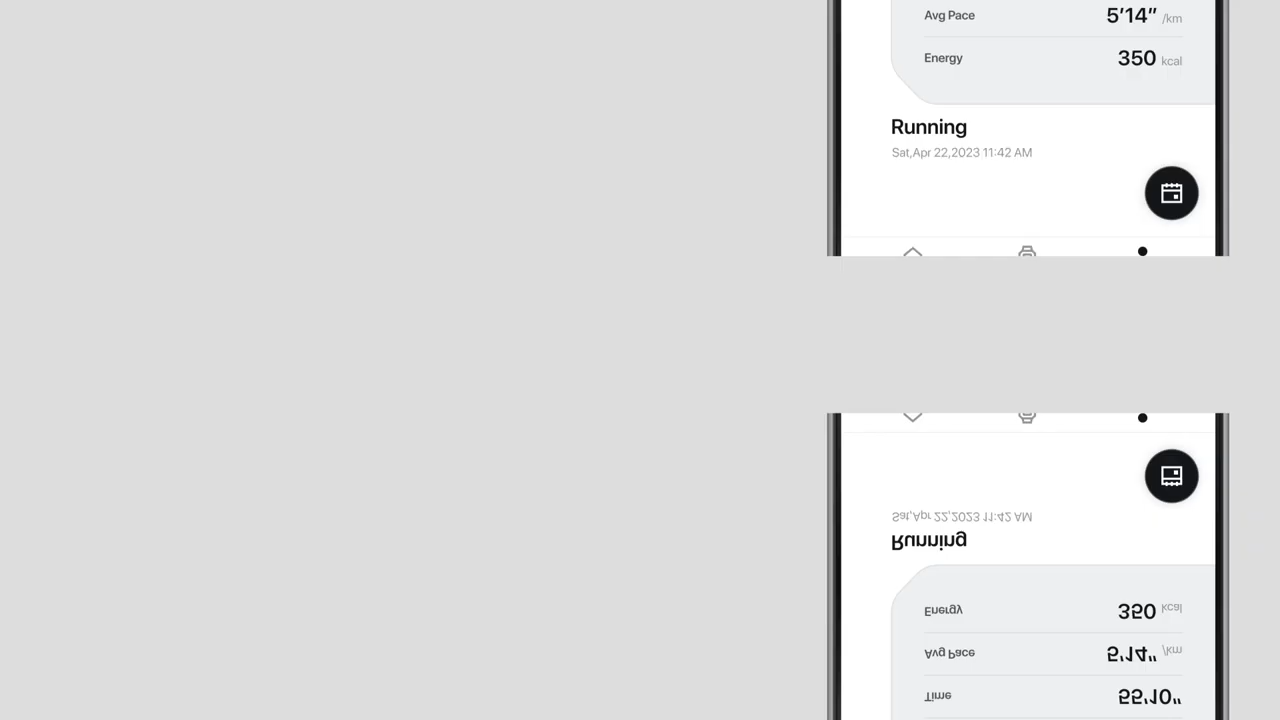 Avg Pace 5'14" /km
Energy 350 kcal
Running
Sat,Apr 22,2023 11:42 AM
Sat,Apr 22,2023 11:42 AM
Running
Energy 350 kcal
Avg Pace 5'14" /km
Time 55'10"